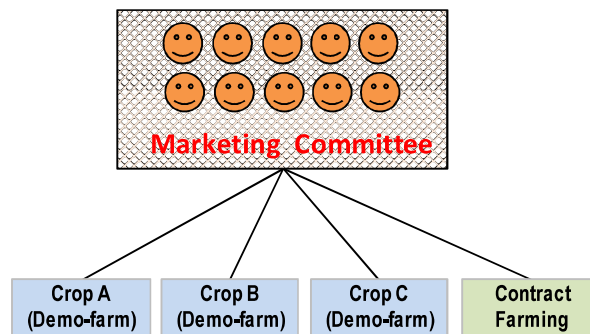 Marketing Committee
Crop A
(Demo-farm)
Crop B
(Demo-farm)
Crop C
(Demo-farm)
Contract
Farming